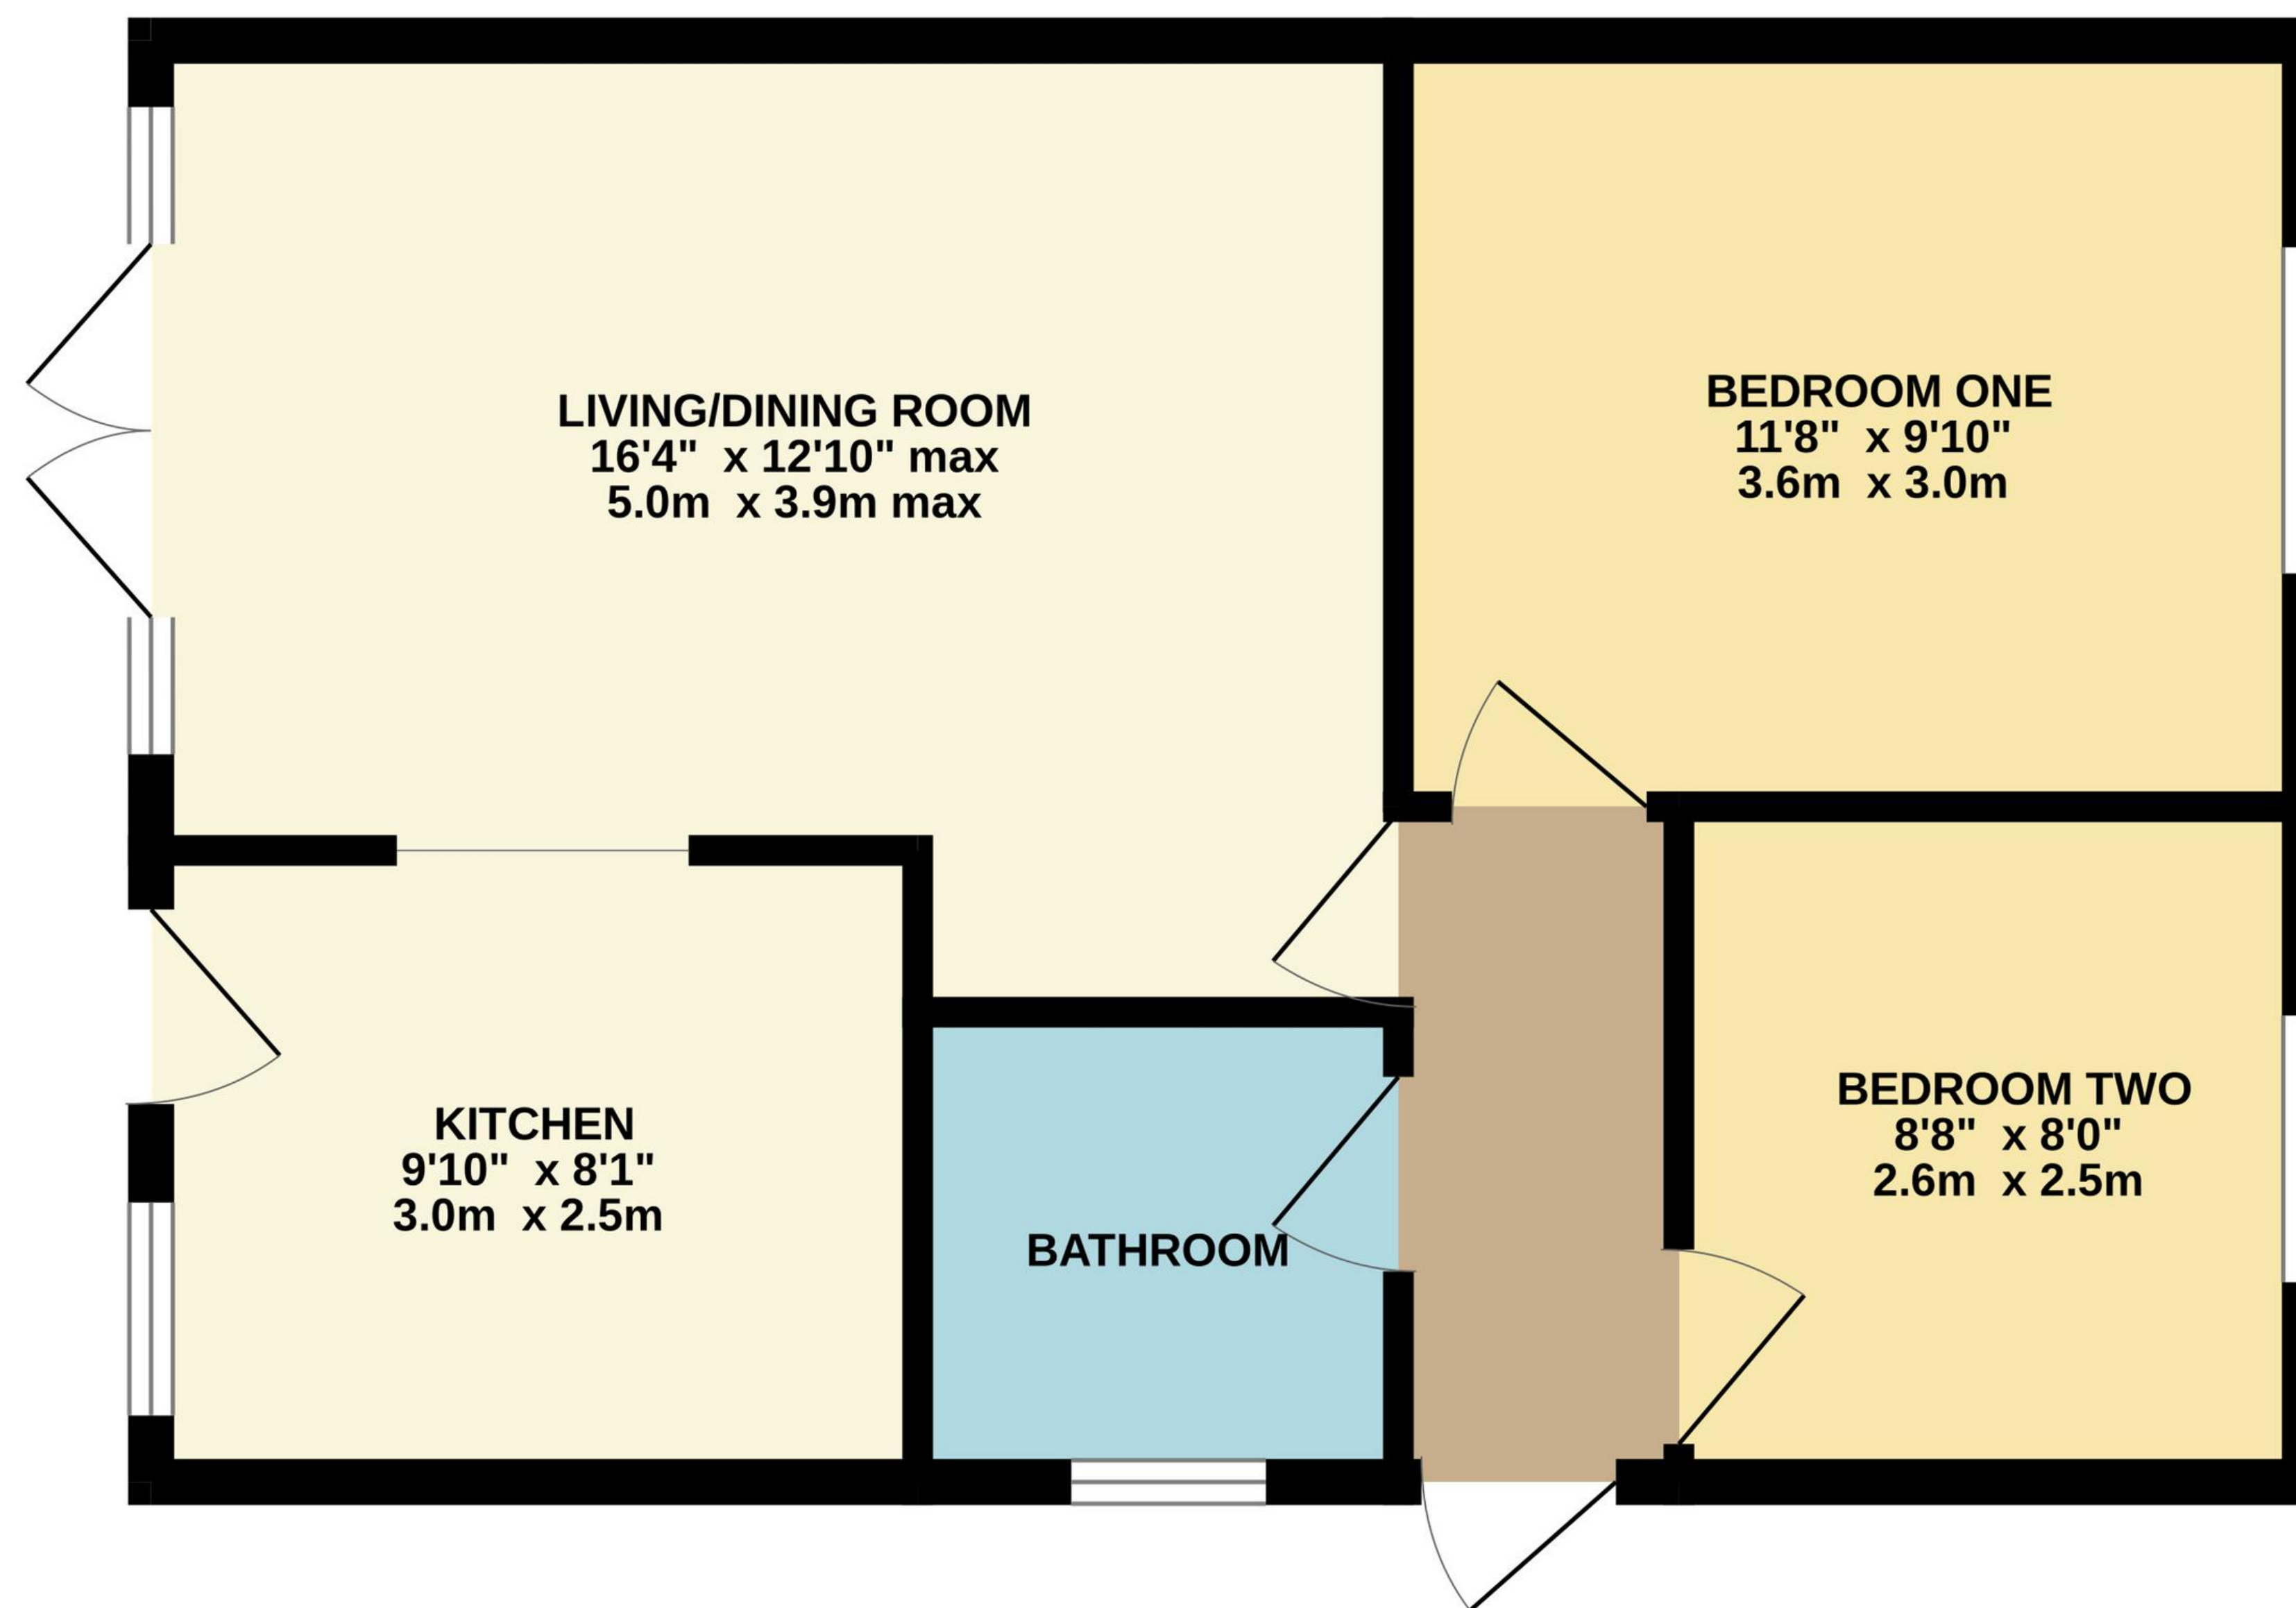 LIVING/DINING ROOM
16'4" x 12'10" max
5.0m x 3.9m max
BEDROOM ONE
11'8" x 9'10"
3.6m x 3.0m
KITCHEN
9'10" x 8'1"
3.0m x 2.5m
BATHROOM
BEDROOM TWO
8'8" x 8'0"
2.6m x 2.5m